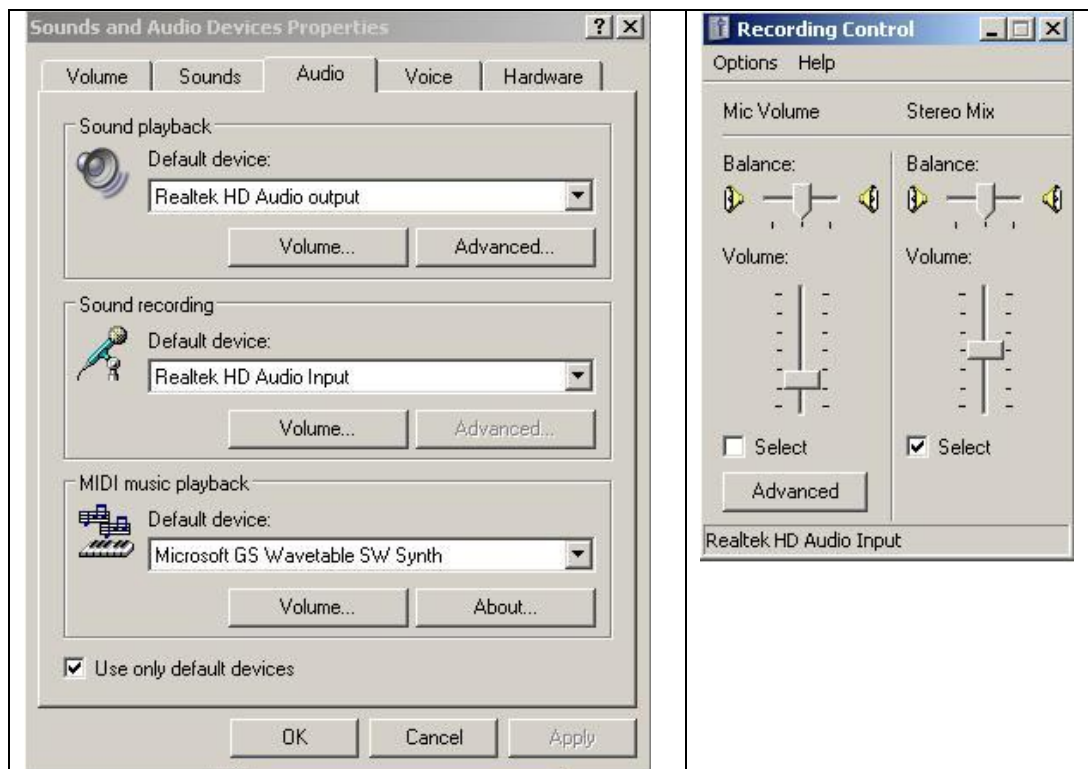 Sounds and Audio Devices Properties
Volume Sounds Audio Voice Hardware
Sound playback
Default device:
Realtek HD Audio output
Volume... Advanced...
Sound recording
Default device:
Realtek HD Audio Input
Volume... Advanced...
MIDI music playback
Default device:
Microsoft GS Wavetable SW Synth
Volume... About...
Use only default devices
OK Cancel Apply
Recording Control
Options Help
Mic Volume Stereo Mix
Balance: Balance:
Volume: Volume:
Select Select
Advanced
Realtek HD Audio Input